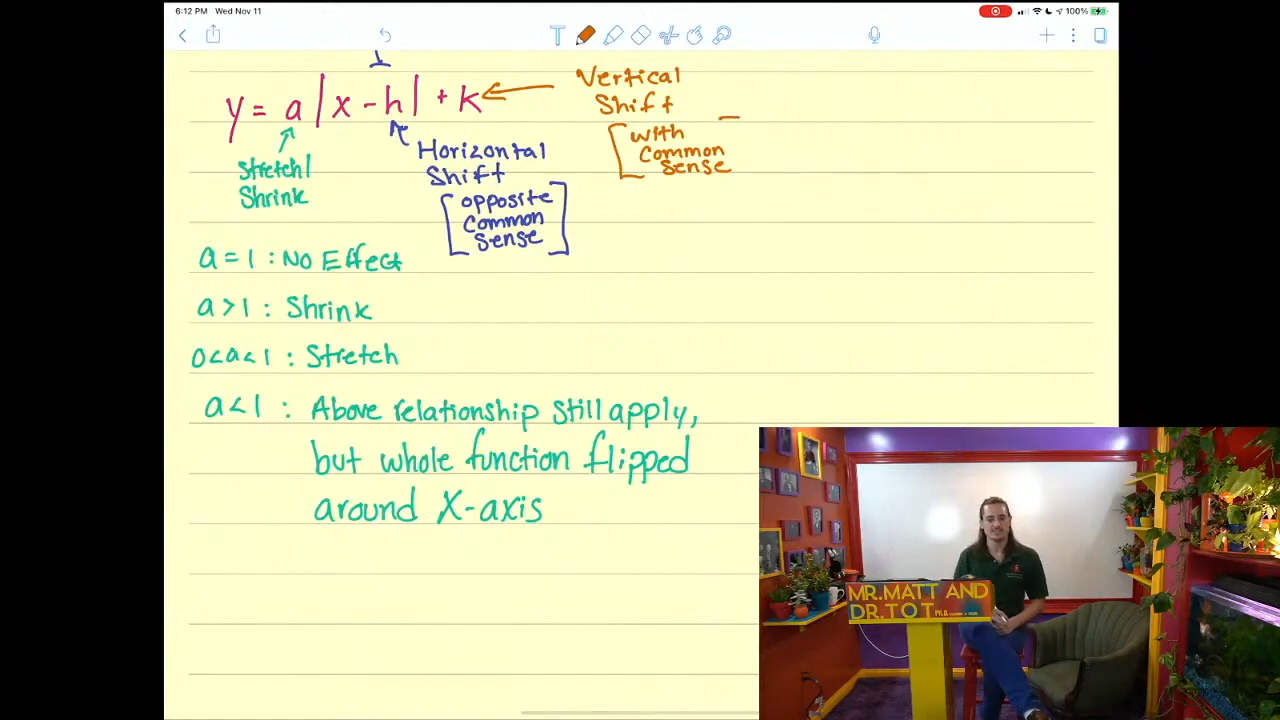 6:12 PM Wed Nov 11
100%
T
y = a |x - h| + k
Vertical
Shift
[with
Common
Sense
Stretch/
Shrink
Horizontal
Shift
[opposite
Common
Sense]
a = 1 : No Effect
a > 1 : Shrink
0 < a < 1 : Stretch
a < 1 : Above relationship still apply,
but whole function flipped
around X-axis
MR.MATT AND
DR.TOT Ph.D.